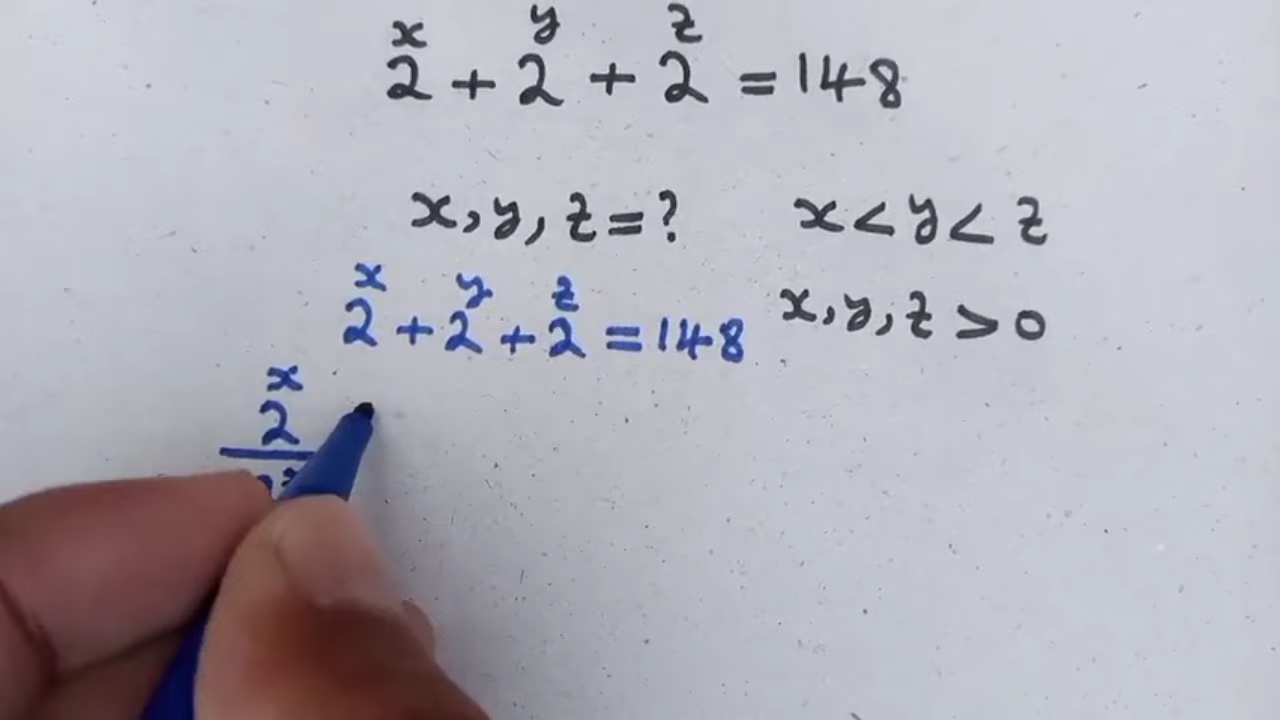 2^x + 2^y + 2^z = 148
x, y, z = ? x < y < z
2^x + 2^y + 2^z = 148 x, y, z > 0
2^x